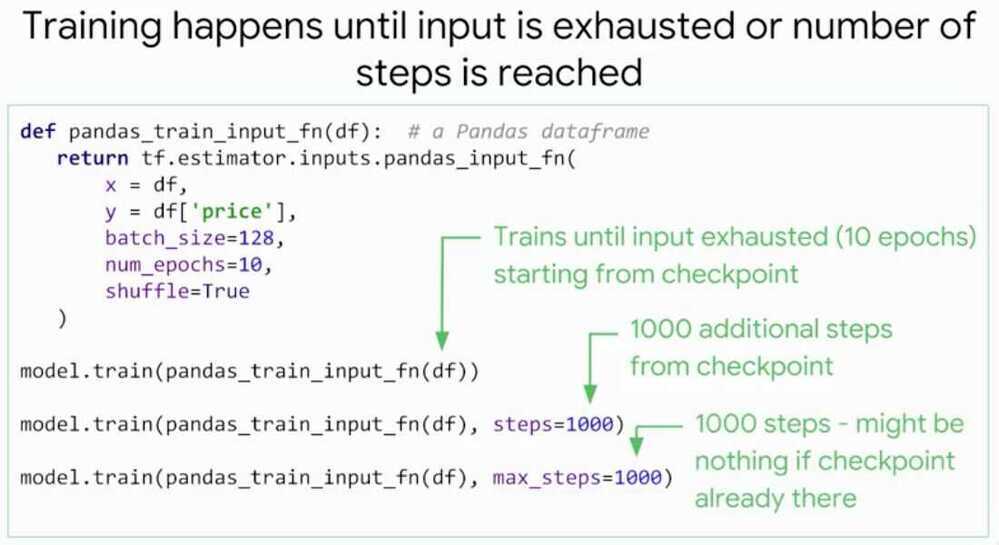 Training happens until input is exhausted or number of
steps is reached
def pandas_train_input_fn(df):  # a Pandas dataframe
return tf.estimator.inputs.pandas_input_fn(
x = df,
y = df['price'],
batch_size=128,
num_epochs=10,
shuffle=True
)
Trains until input exhausted (10 epochs)
starting from checkpoint
1000 additional steps
from checkpoint
model.train(pandas_train_input_fn(df))
model.train(pandas_train_input_fn(df), steps=1000)
1000 steps - might be
nothing if checkpoint
already there
model.train(pandas_train_input_fn(df), max_steps=1000)